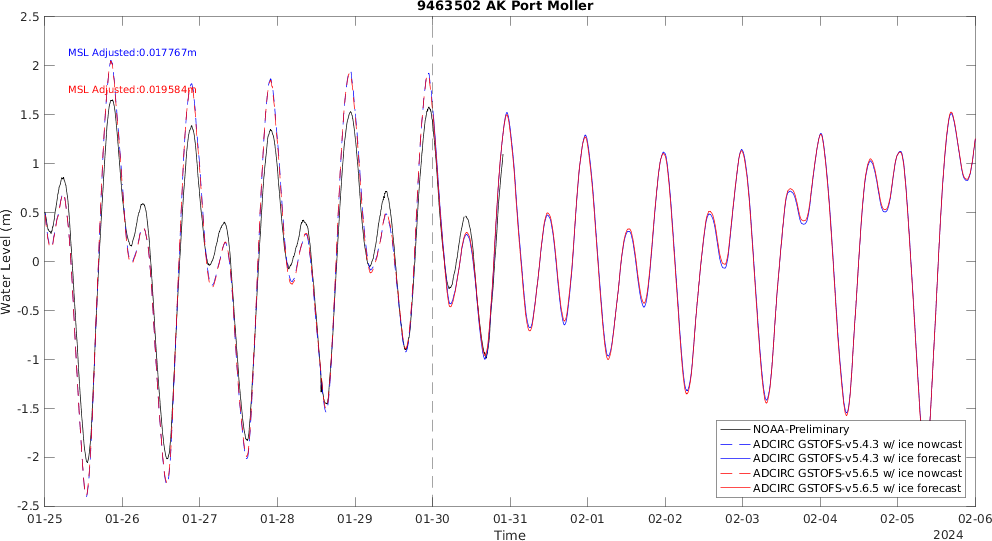 9463502 AK Port Moller
2.5
2
1.5
1
0.5
0
-0.5
-1
-1.5
-2
-2.5
Water Level (m)
MSL Adjusted:0.017767m
MSL Adjusted:0.019584m
NOAA-Preliminary
ADCIRC GSTOFS-v5.4.3 w/ ice nowcast
ADCIRC GSTOFS-v5.4.3 w/ ice forecast
ADCIRC GSTOFS-v5.6.5 w/ ice nowcast
ADCIRC GSTOFS-v5.6.5 w/ ice forecast
01-25 01-26 01-27 01-28 01-29 01-30 01-31 02-01 02-02 02-03 02-04 02-05 02-06
Time
2024